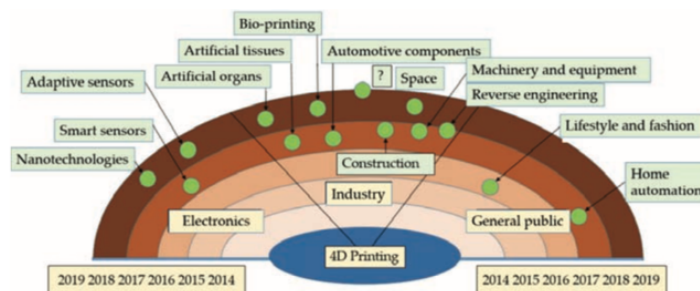 Bio-printing
Artificial tissues
Automotive components
Artificial organs
?
Space
Machinery and equipment
Adaptive sensors
Reverse engineering
Smart sensors
Lifestyle and fashion
Nanotechnologies
Construction
Home
automation
Industry
Electronics
General public
4D Printing
2019 2018 2017 2016 2015 2014
2014 2015 2016 2017 2018 2019